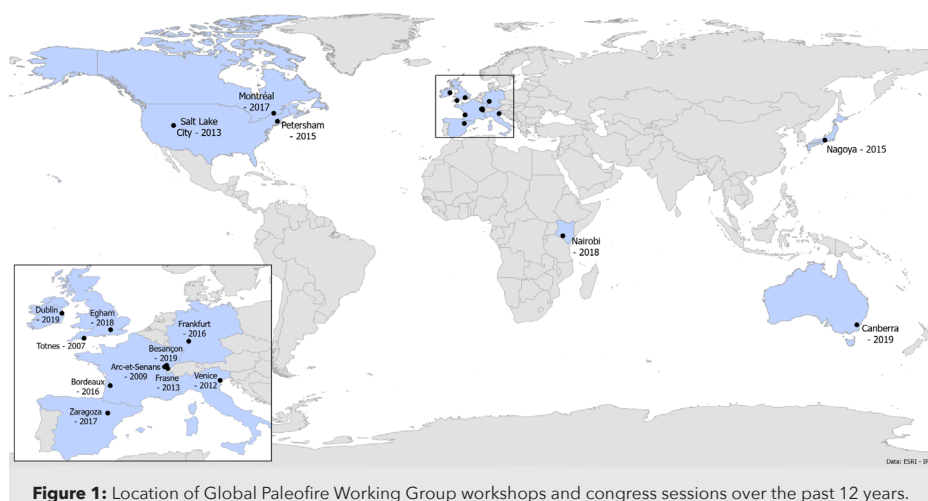 Montréal
- 2017
Salt Lake
City - 2013
Petersham
- 2015
Nagoya - 2015
Nairobi
- 2018
Canberra
- 2019
Dublin
- 2019
Egham
- 2018
Totnes - 2007
Frankfurt
- 2016
Besançon
- 2019
Arc-et-Senans
- 2009
Frasne
- 2013
Venice
- 2012
Bordeaux
- 2016
Zaragoza
- 2017
Data: ESRI -
Figure 1: Location of Global Paleofire Working Group workshops and congress sessions over the past 12 years.